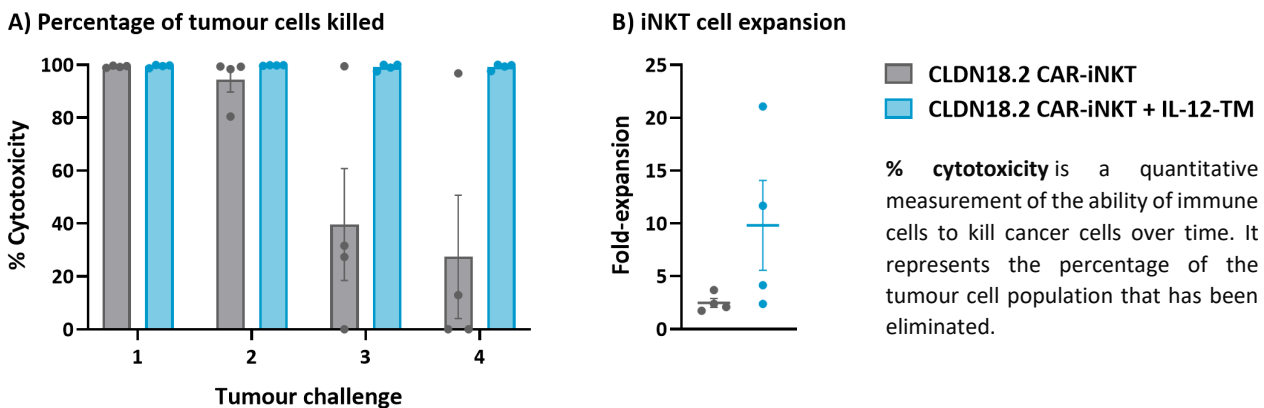 A) Percentage of tumour cells killed
100
80
60
40
20
0
% Cytotoxicity
1
2
3
4
Tumour challenge
B) iNKT cell expansion
25
20
15
10
5
0
Fold-expansion
CLDN18.2 CAR-iNKT
CLDN18.2 CAR-iNKT + IL-12-TM
% cytotoxicity is a quantitative
measurement of the ability of immune
cells to kill cancer cells over time. It
represents the percentage of the
tumour cell population that has been
eliminated.